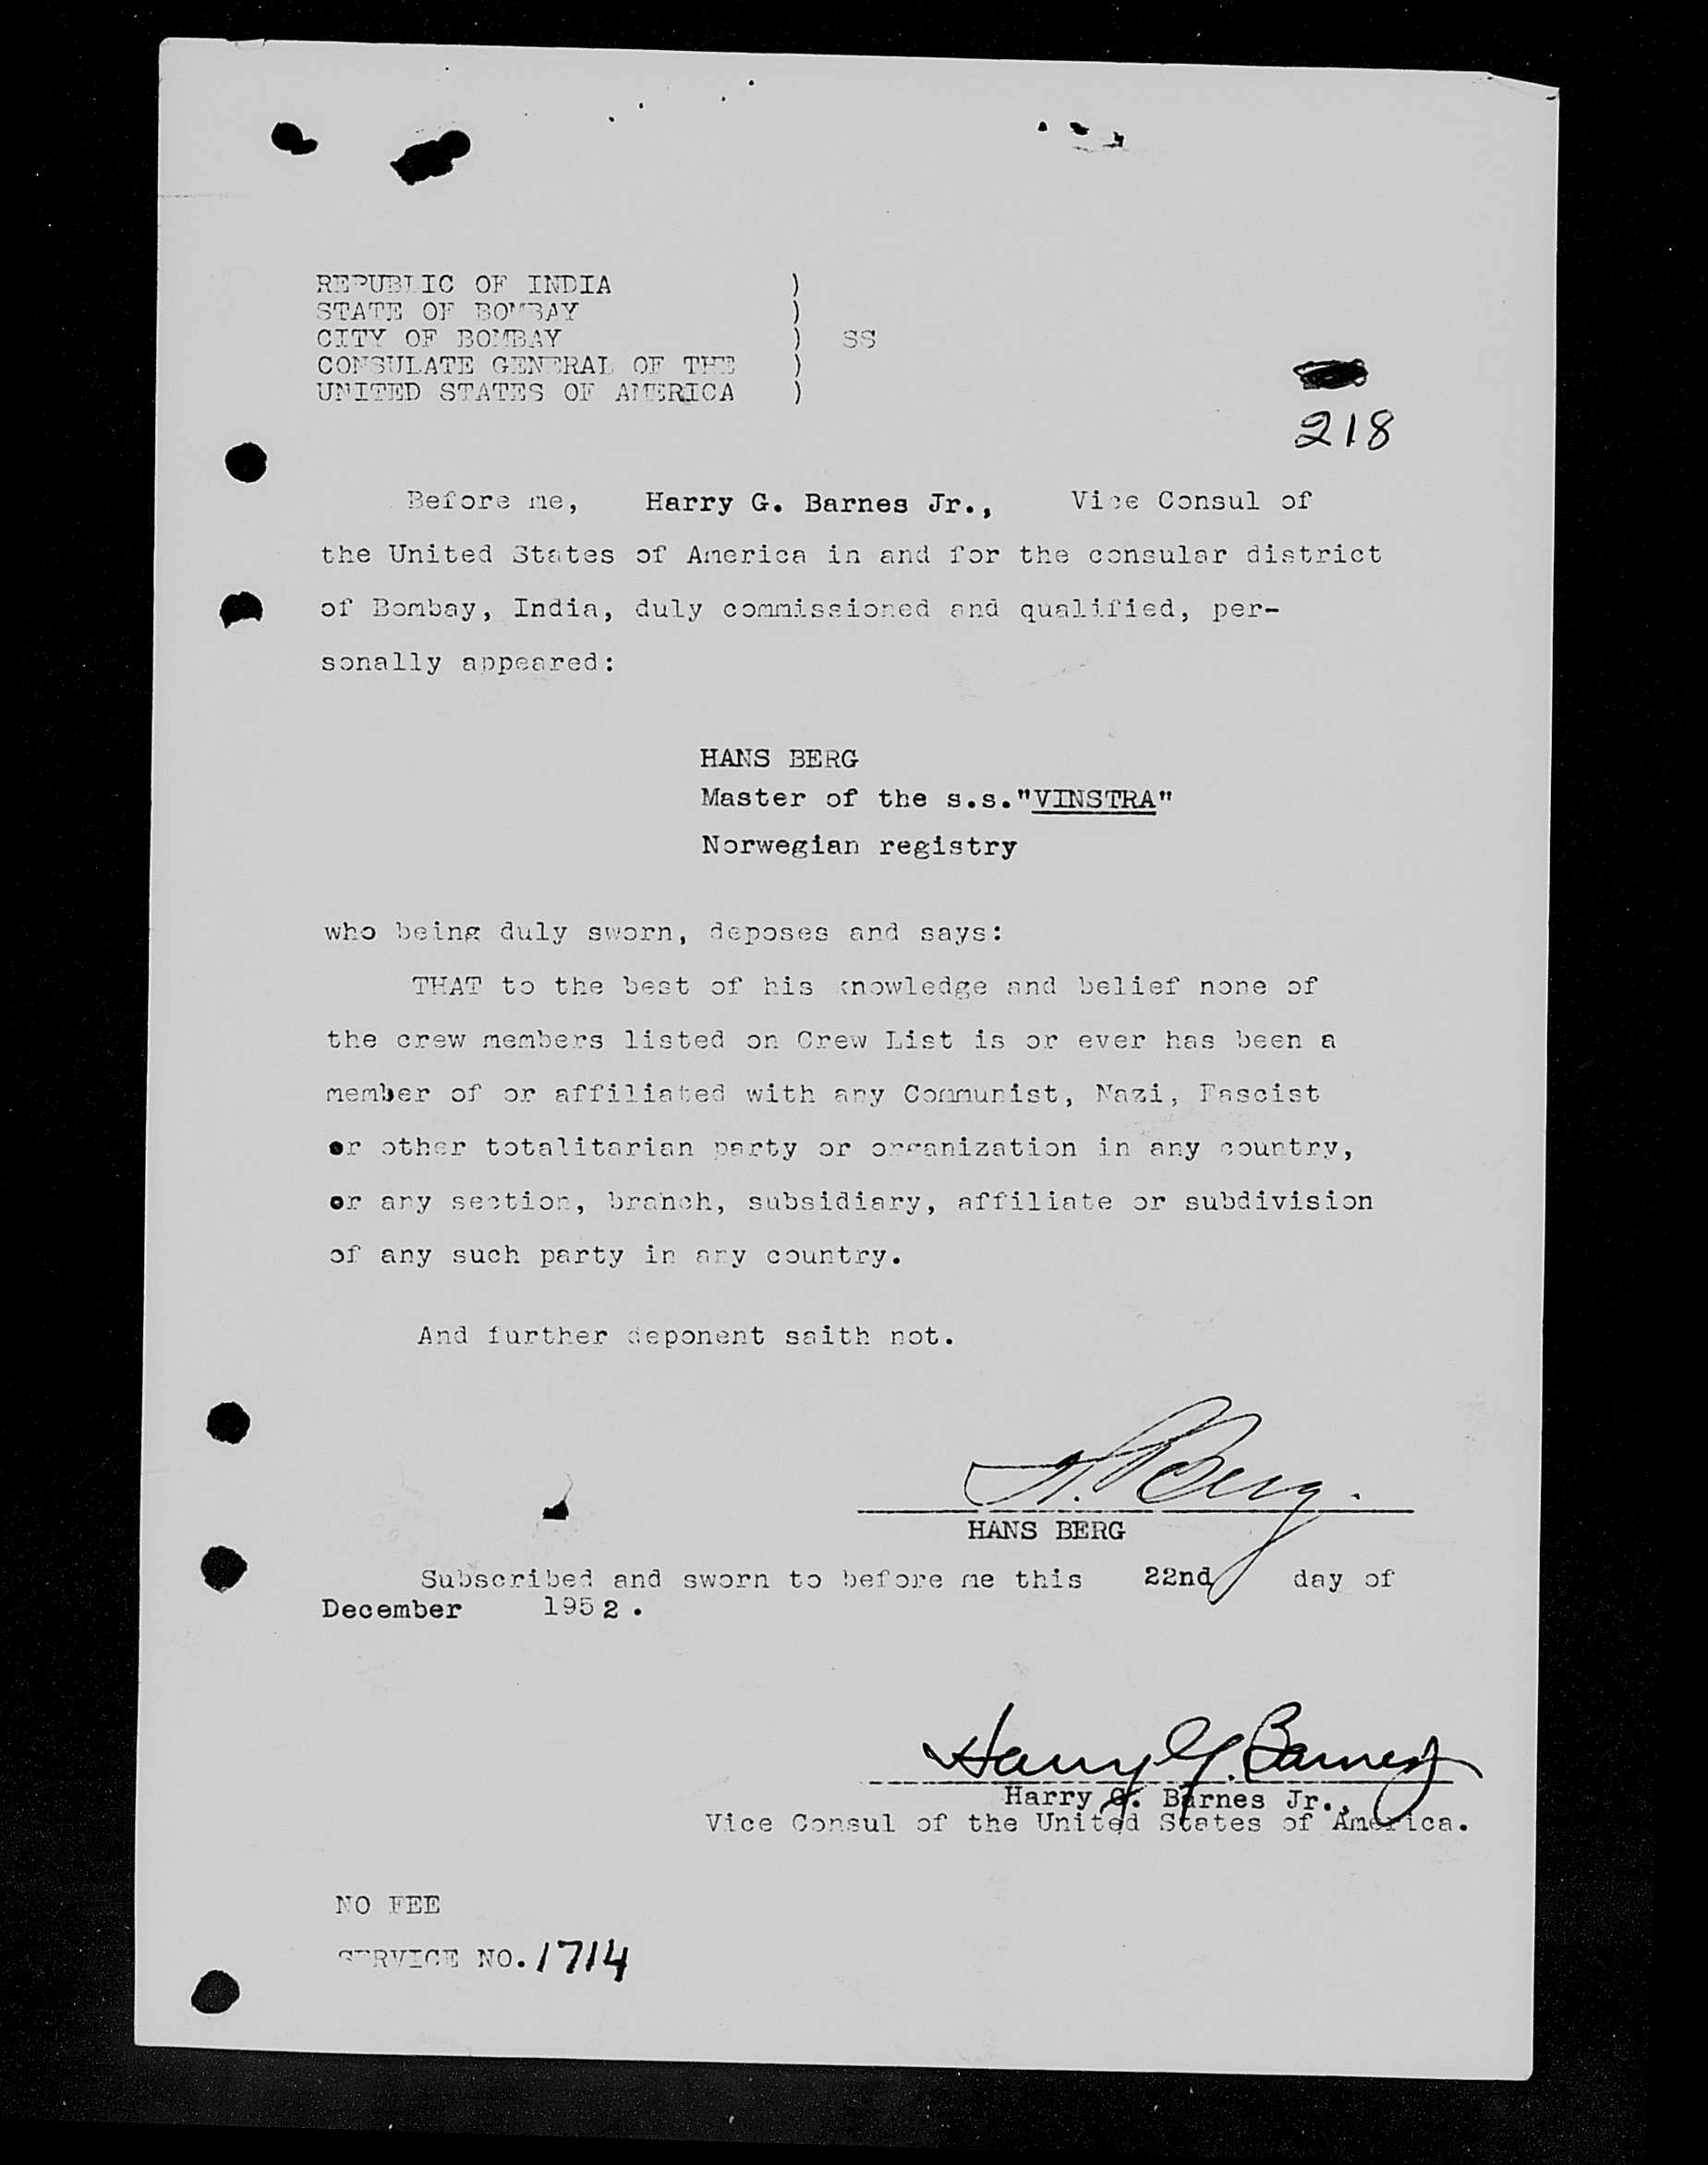 REPUBLIC OF INDIA )
STATE OF BOMBAY )
CITY OF BOMBAY ) SS
CONSULATE GENERAL OF THE )
UNITED STATES OF AMERICA )
218
Before me, Harry G. Barnes Jr., Vice Consul of
the United States of America in and for the consular district
of Bombay, India, duly commissioned and qualified, per-
sonally appeared:
HANS BERG
Master of the s.s."VINSTRA"
Norwegian registry
who being duly sworn, deposes and says:
THAT to the best of his knowledge and belief none of
the crew members listed on Crew List is or ever has been a
member of or affiliated with any Communist, Nazi, Fascist
or other totalitarian party or organization in any country,
or any section, branch, subsidiary, affiliate or subdivision
of any such party in any country.
And further deponent saith not.
H. Berg.
HANS BERG
Subscribed and sworn to before me this 22nd day of
December 1952.
Harry G. Barnes Jr
Harry G. Barnes Jr.,
Vice Consul of the United States of America.
NO FEE
SERVICE NO. 1714